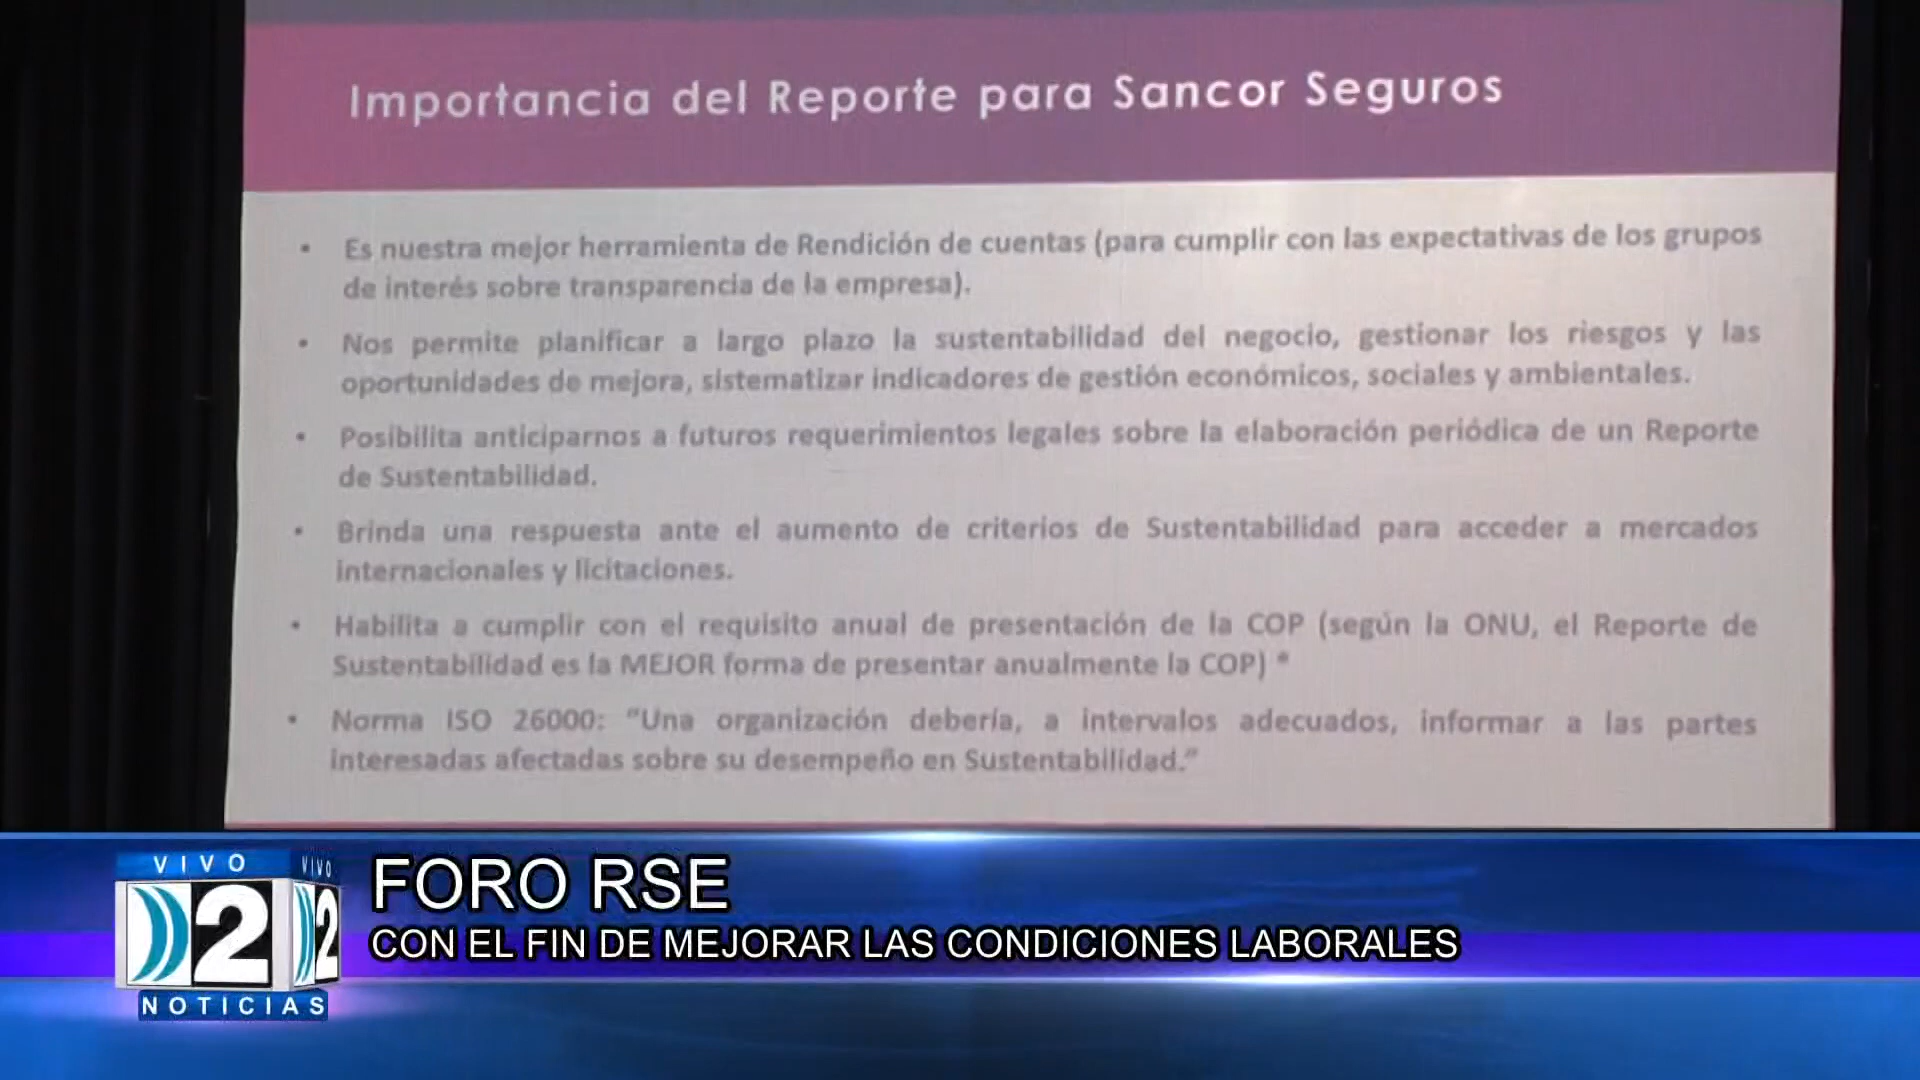 Importancia del Reporte para Sancor Seguros
• Es nuestra mejor herramienta de Rendición de cuentas (para cumplir con las expectativas de los grupos
de interés sobre transparencia de la empresa).
• Nos permite planificar a largo plazo la sustentabilidad del negocio, gestionar los riesgos y las
oportunidades de mejora, sistematizar indicadores de gestión económicos, sociales y ambientales.
• Posibilita anticiparnos a futuros requerimientos legales sobre la elaboración periódica de un Reporte
de Sustentabilidad.
• Brinda una respuesta ante el aumento de criterios de Sustentabilidad para acceder a mercados
internacionales y licitaciones.
• Habilita a cumplir con el requisito anual de presentación de la COP (según la ONU, el Reporte de
Sustentabilidad es la MEJOR forma de presentar anualmente la COP) *
• Norma ISO 26000: “Una organización debería, a intervalos adecuados, informar a las partes
interesadas afectadas sobre su desempeño en Sustentabilidad.”
VIVO VIVO
2 2
NOTICIAS
FORO RSE
CON EL FIN DE MEJORAR LAS CONDICIONES LABORALES